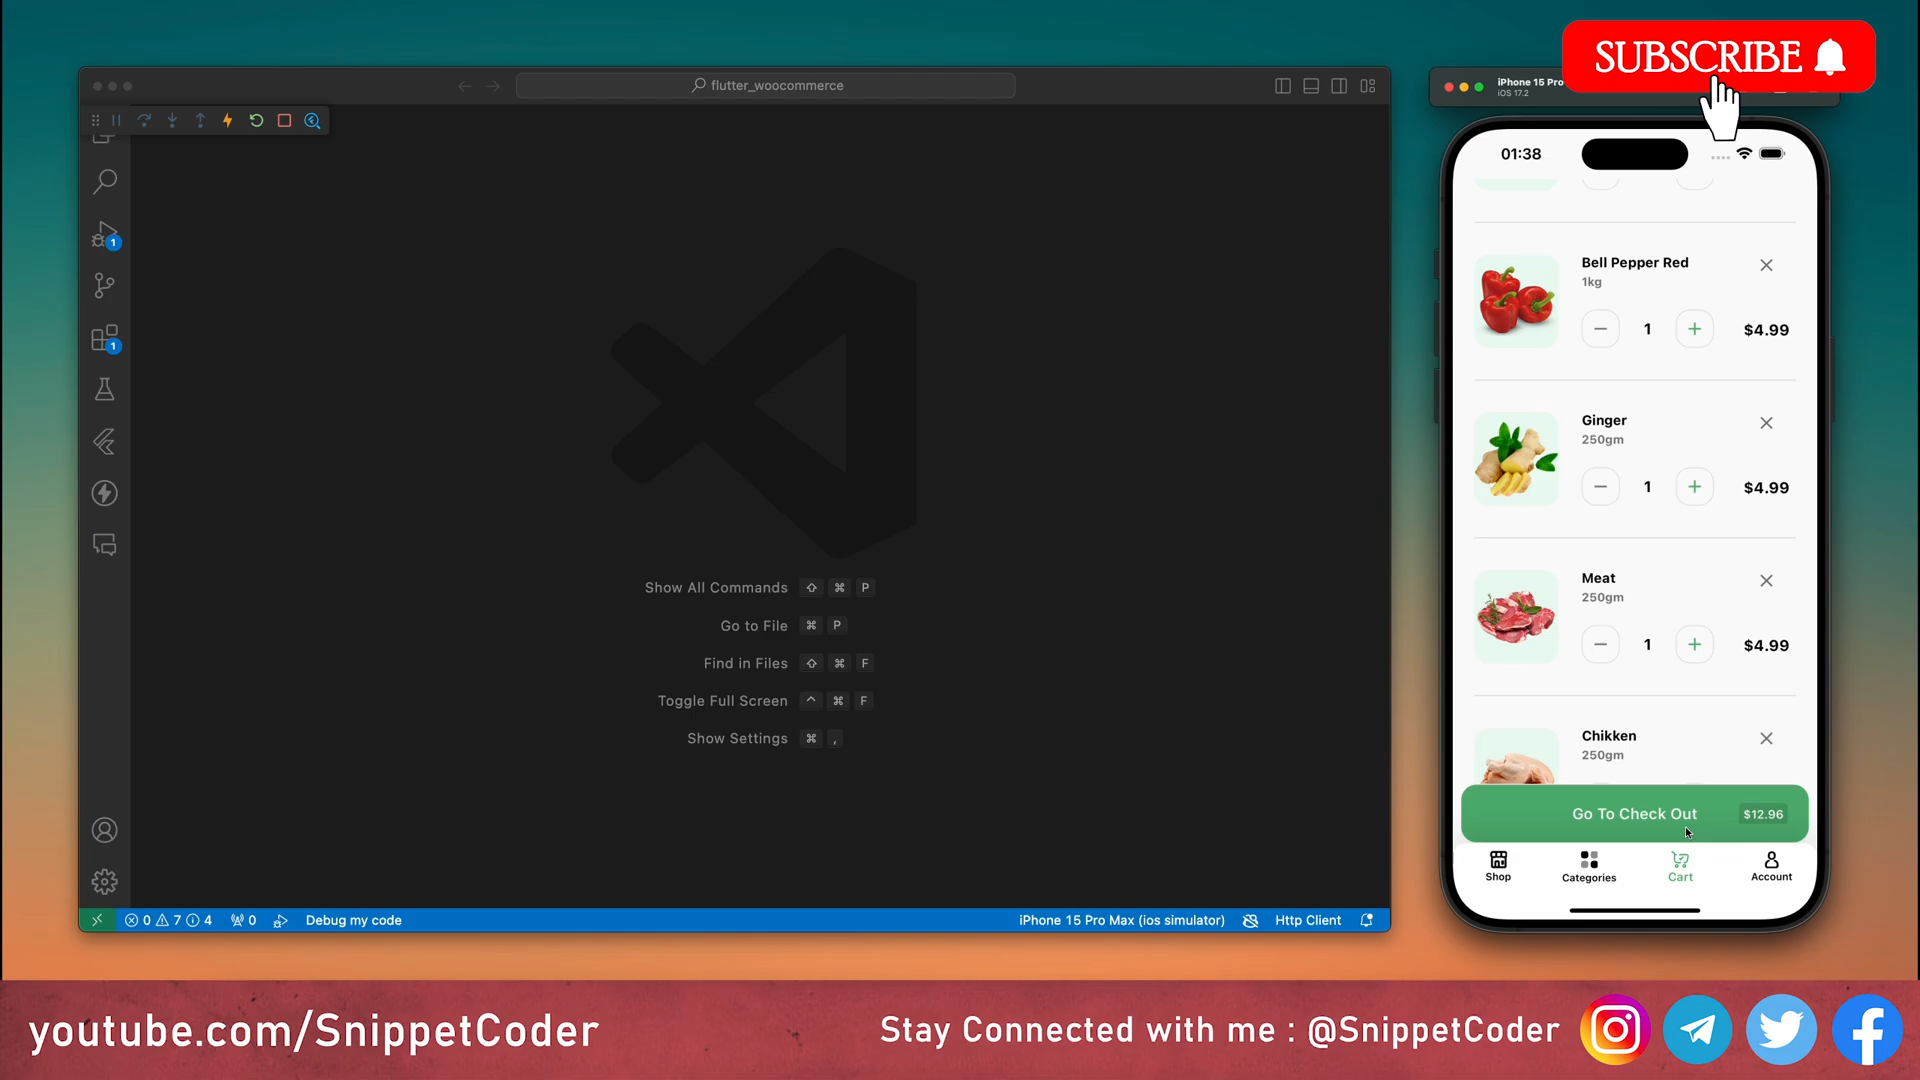 SUBSCRIBE
flutter_woocommerce
iPhone 15 Pro
iOS 17.2
01:38
1
1
Show All Commands ⇧ ⌘ P
Go to File ⌘ P
Find in Files ⇧ ⌘ F
Toggle Full Screen ^ ⌘ F
Show Settings ⌘ ,
0 7 4 0 Debug my code
iPhone 15 Pro Max (ios simulator) Http Client
Bell Pepper Red
1kg
1 $4.99
Ginger
250gm
1 $4.99
Meat
250gm
1 $4.99
Chikken
250gm
Go To Check Out $12.96
Shop Categories Cart Account
youtube.com/SnippetCoder
Stay Connected with me : @SnippetCoder